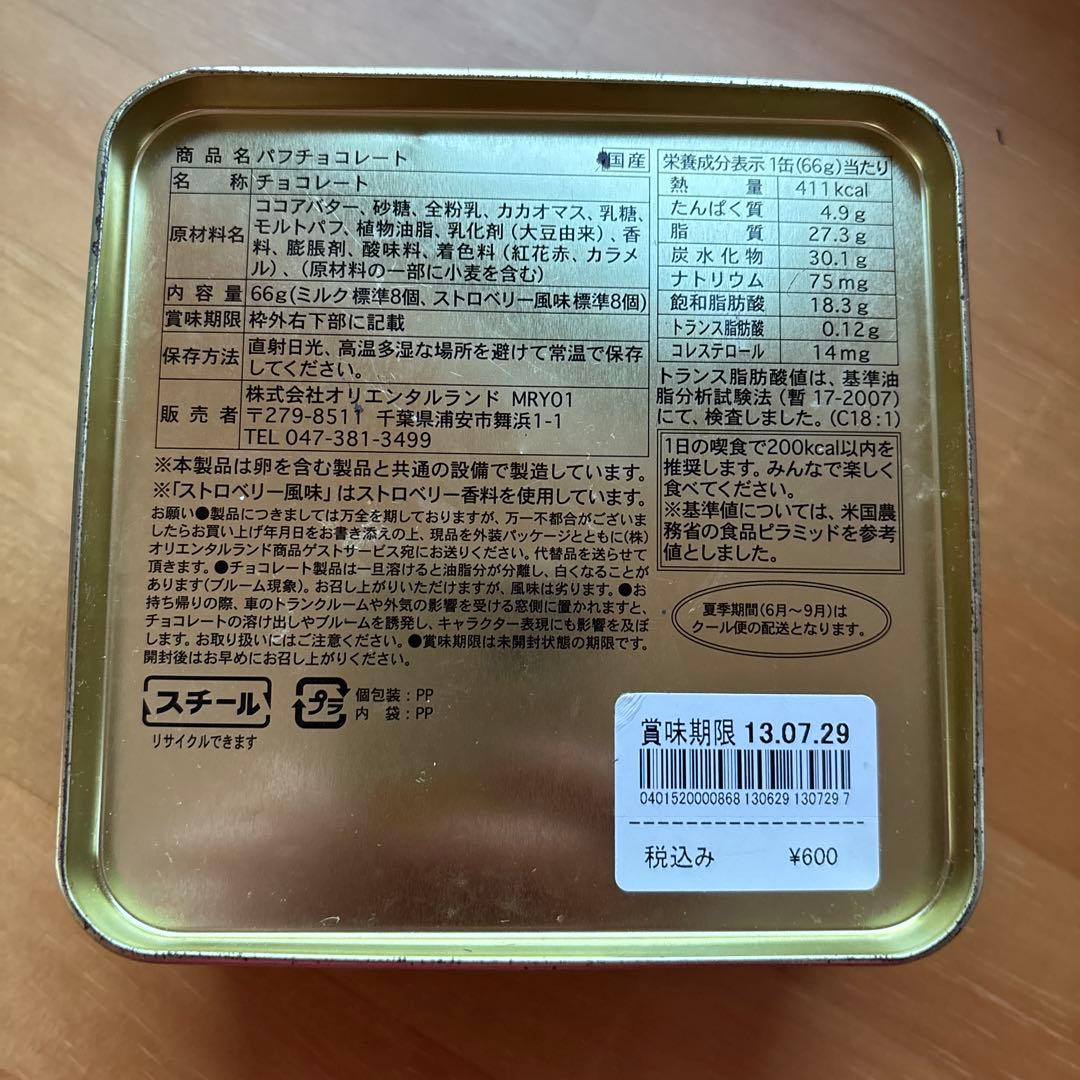 商品名 パフチョコレート 国産
名称 チョコレート
原材料名 ココアバター、砂糖、全粉乳、カカオマス、乳糖、
モルトパフ、植物油脂、乳化剤(大豆由来)、香
料、膨脹剤、酸味料、着色料(紅花赤、カラメ
ル)、(原材料の一部に小麦を含む)
内容量 66g(ミルク標準8個、ストロベリー風味標準8個)
賞味期限 枠外右下部に記載
保存方法 直射日光、高温多湿な場所を避けて常温で保存
してください。
販売者 株式会社オリエンタルランド MRY01
〒279-8511 千葉県浦安市舞浜1-1
TEL 047-381-3499
※本製品は卵を含む製品と共通の設備で製造しています。
※「ストロベリー風味」はストロベリー香料を使用しています。
お願い●製品につきましては万全を期しておりますが、万一不都合がございま
したらお買い上げ年月日をお書き添えの上、現品を外装パッケージとともに(株)
オリエンタルランド商品ゲストサービス宛にお送りください。代替品を送らせて
頂きます。●チョコレート製品は一旦溶けると油脂分が分離し、白くなることが
あります(ブルーム現象)。お召し上がりいただけますが、風味は劣ります。●お
持ち帰りの際、車のトランクルームや外気の影響を受ける窓側に置かれますと、
チョコレートの溶け出しやブルームを誘発し、キャラクター表現にも影響を及ぼ
します。お取り扱いにはご注意ください。●賞味期限は未開封状態の期限です。
開封後はお早めにお召し上がりください。
スチール
リサイクルできます
プラ
個包装:PP
内袋:PP
栄養成分表示 1缶(66g)当たり
熱量 411kcal
たんぱく質 4.9g
脂質 27.3g
炭水化物 30.1g
ナトリウム 75mg
飽和脂肪酸 18.3g
トランス脂肪酸 0.12g
コレステロール 14mg
トランス脂肪酸値は、基準油
脂分析試験法(暫17-2007)
にて、検査しました。(C18:1)
1日の喫食で200kcal以内を
推奨します。みんなで楽しく
食べてください。
※基準値については、米国農
務省の食品ピラミッドを参考
値としました。
夏季期間(6月〜9月)は
クール便の配送となります。
賞味期限 13.07.29
0401520000868 130629 130729 7
税込み ¥600